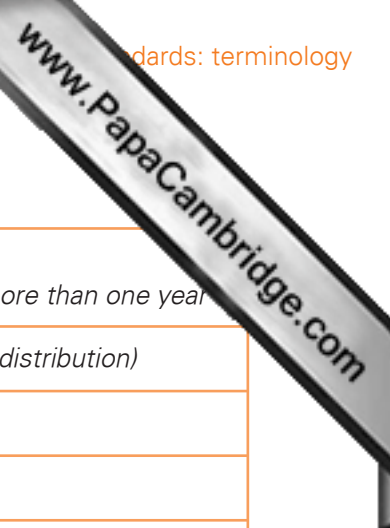 dards: terminology
www.PapaCambridge.com
ore than one year
distribution)